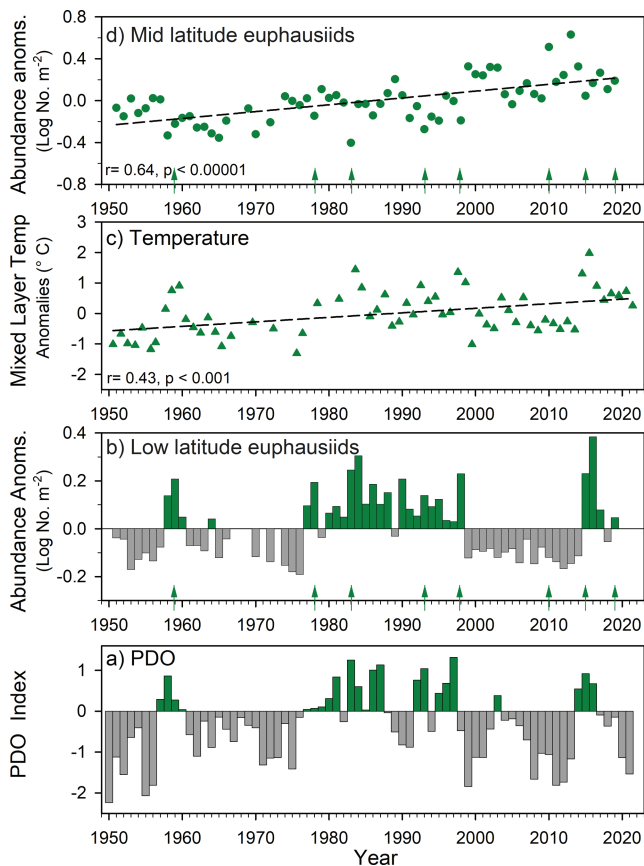 d) Mid latitude euphausiids
Abundance anoms.
(Log No. m-2)
0.8
0.4
0.0
-0.4
-0.8
r= 0.64, p < 0.00001
1950 1960 1970 1980 1990 2000 2010 2020
c) Temperature
Mixed Layer Temp
Anomalies (° C)
3
2
1
0
-1
-2
r= 0.43, p < 0.001
1950 1960 1970 1980 1990 2000 2010 2020
b) Low latitude euphausiids
Abundance Anoms.
(Log No. m-2)
0.4
0.2
0.0
-0.2
1950 1960 1970 1980 1990 2000 2010 2020
a) PDO
PDO Index
1
0
-1
-2
1950 1960 1970 1980 1990 2000 2010 2020
Year